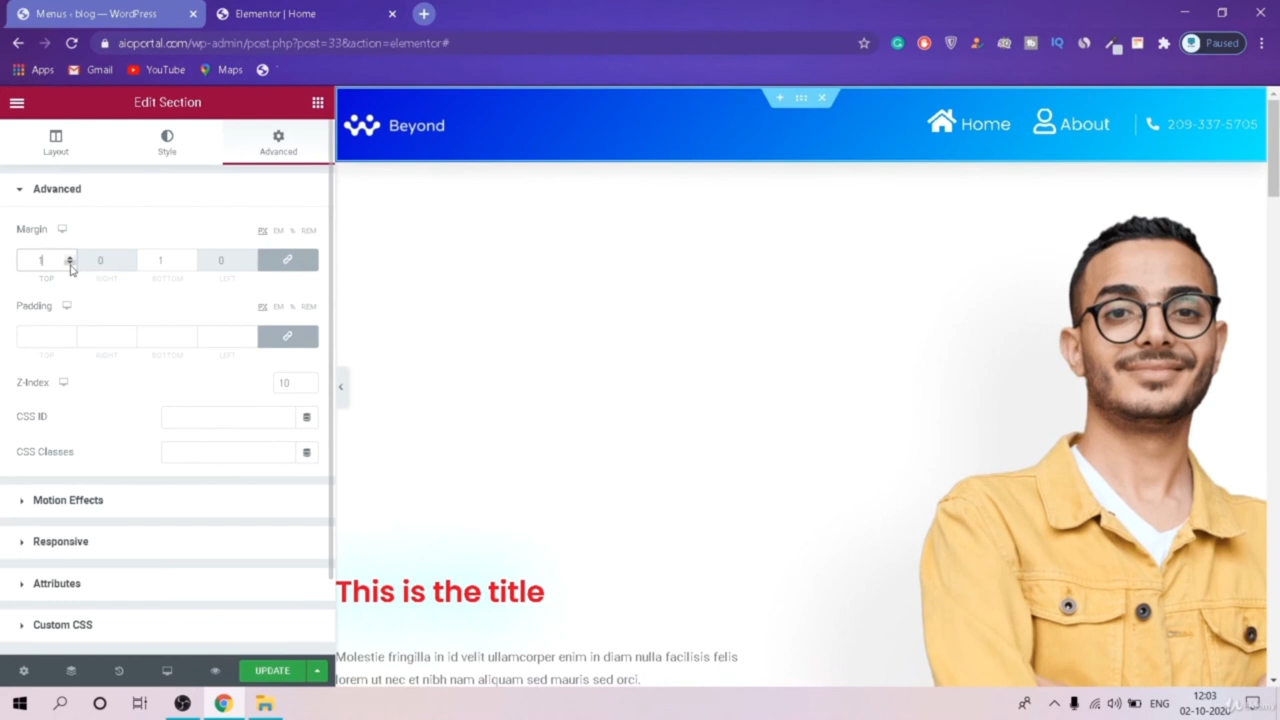 Menus ‹ blog — WordPress
Elementor | Home
aioportal.com/wp-admin/post.php?post=33&action=elementor#
Paused
Apps
Gmail
YouTube
Maps
Edit Section
Beyond
Home
About
209-337-5705
Layout
Style
Advanced
Advanced
Margin
PX EM % REM
1 0 1 0
TOP RIGHT BOTTOM LEFT
Padding
PX EM % REM
TOP RIGHT BOTTOM LEFT
Z-Index
10
CSS ID
CSS Classes
Motion Effects
Responsive
Attributes
Custom CSS
This is the title
Molestie fringilla in id velit ullamcorper enim in diam nulla facilisis felis
lorem ut nec et nibh nam aliquam sed mauris sed orci.
UPDATE
ENG
12:03
02-10-2020